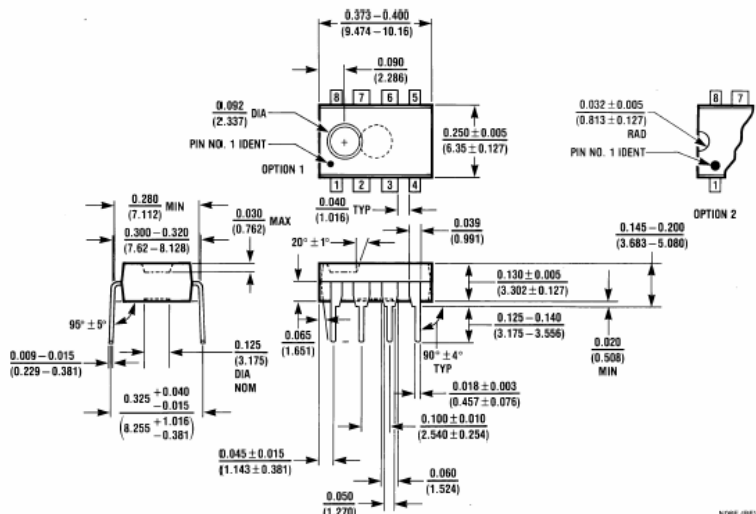 0.373–0.400
(9.474–10.16)
0.090
(2.286)
8 7 6 5
0.092 DIA
(2.337)
PIN NO. 1 IDENT
OPTION 1
0.250 ± 0.005
(6.35 ± 0.127)
1 2 3 4
0.032 ± 0.005
(0.813 ± 0.127)
RAD
PIN NO. 1 IDENT
8 7
1
OPTION 2
0.280 MIN
(7.112)
0.300–0.320
(7.62–8.128)
0.030 MAX
(0.762)
0.040 TYP
(1.016)
20° ± 1°
0.039
(0.991)
0.145–0.200
(3.683–5.080)
0.130 ± 0.005
(3.302 ± 0.127)
0.125–0.140
(3.175–3.556)
0.020
(0.508)
MIN
95° ± 5°
0.009–0.015
(0.229–0.381)
0.125
(3.175)
DIA
NOM
0.065
(1.651)
90° ± 4°
TYP
0.018 ± 0.003
(0.457 ± 0.076)
0.325 +0.040
−0.015
(8.255 +1.016
−0.381)
0.100 ± 0.010
(2.540 ± 0.254)
0.045 ± 0.015
(1.143 ± 0.381)
0.060
(1.524)
0.050
(1.270)